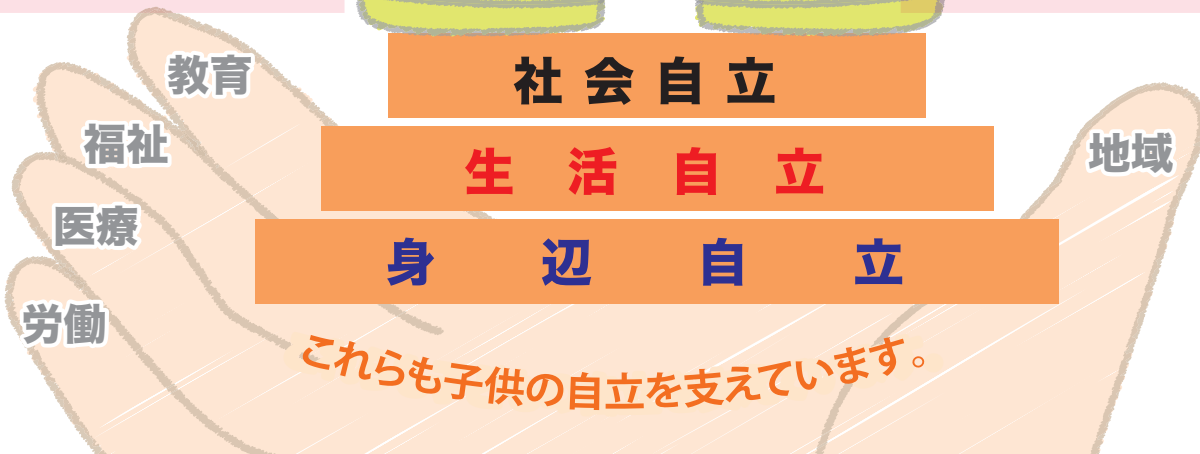 教育
福祉
医療
労働
地域
社会自立
生活自立
身辺自立
これらも子供の自立を支えています。